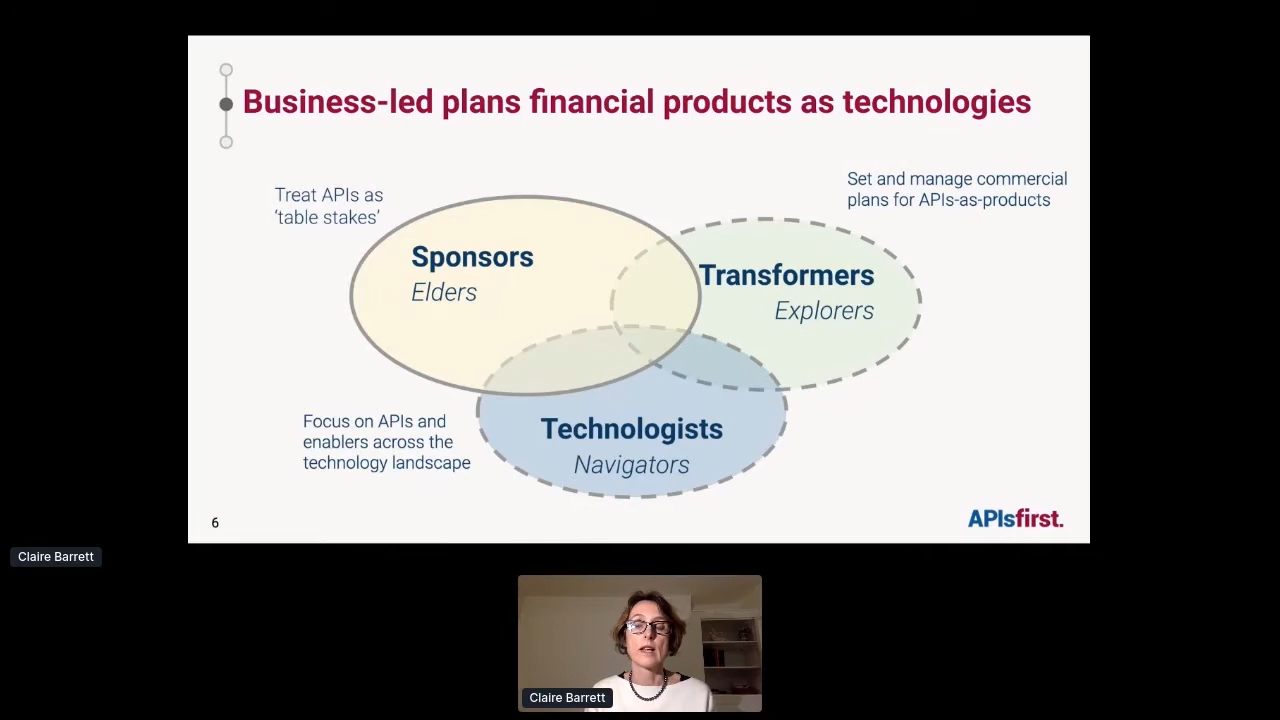 Business-led plans financial products as technologies
Treat APIs as
'table stakes'
Set and manage commercial
plans for APIs-as-products
Sponsors
Elders
Transformers
Explorers
Focus on APIs and
enablers across the
technology landscape
Technologists
Navigators
6
APIsfirst.
Claire Barrett
Claire Barrett